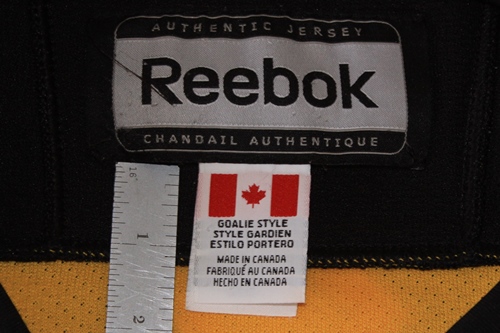 AUTHENTIC JERSEY
Reebok
CHANDAIL AUTHENTIQUE
16
1
2
GOALIE STYLE
STYLE GARDIEN
ESTILO PORTERO
MADE IN CANADA
FABRIQUÉ AU CANADA
HECHO EN CANADA